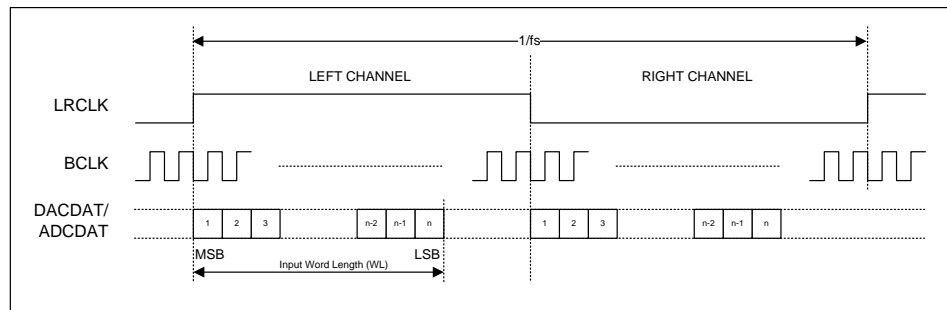 1/fs
LEFT CHANNEL
RIGHT CHANNEL
LRCLK
BCLK
DACDAT/
ADCDAT
1 2 3 n-2 n-1 n 1 2 3 n-2 n-1 n
MSB LSB
Input Word Length (WL)